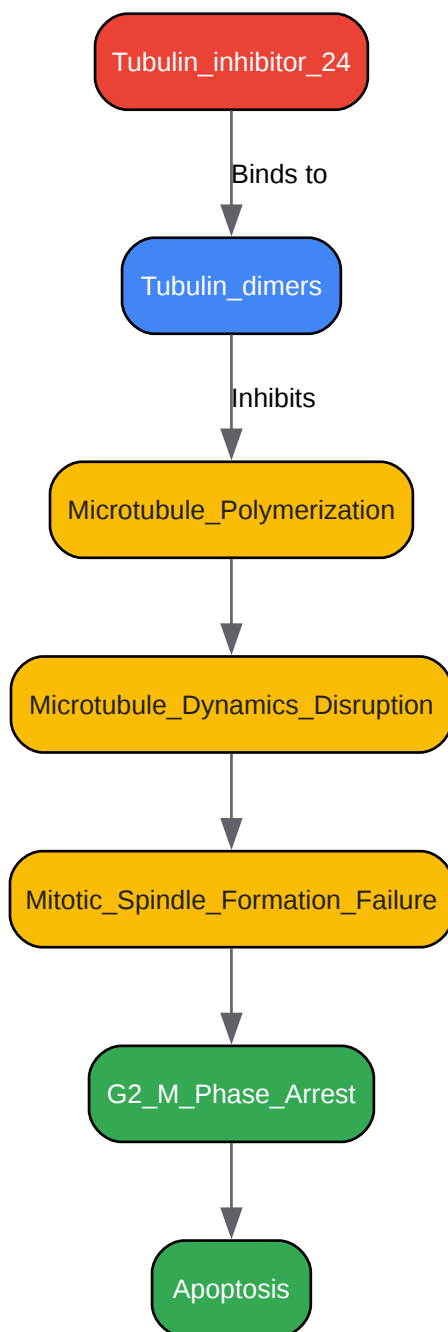 Tubulin_inhibitor_24
Binds to
Tubulin_dimers
Inhibits
Microtubule_Polymerization
Microtubule_Dynamics_Disruption
Mitotic_Spindle_Formation_Failure
G2_M_Phase_Arrest
Apoptosis